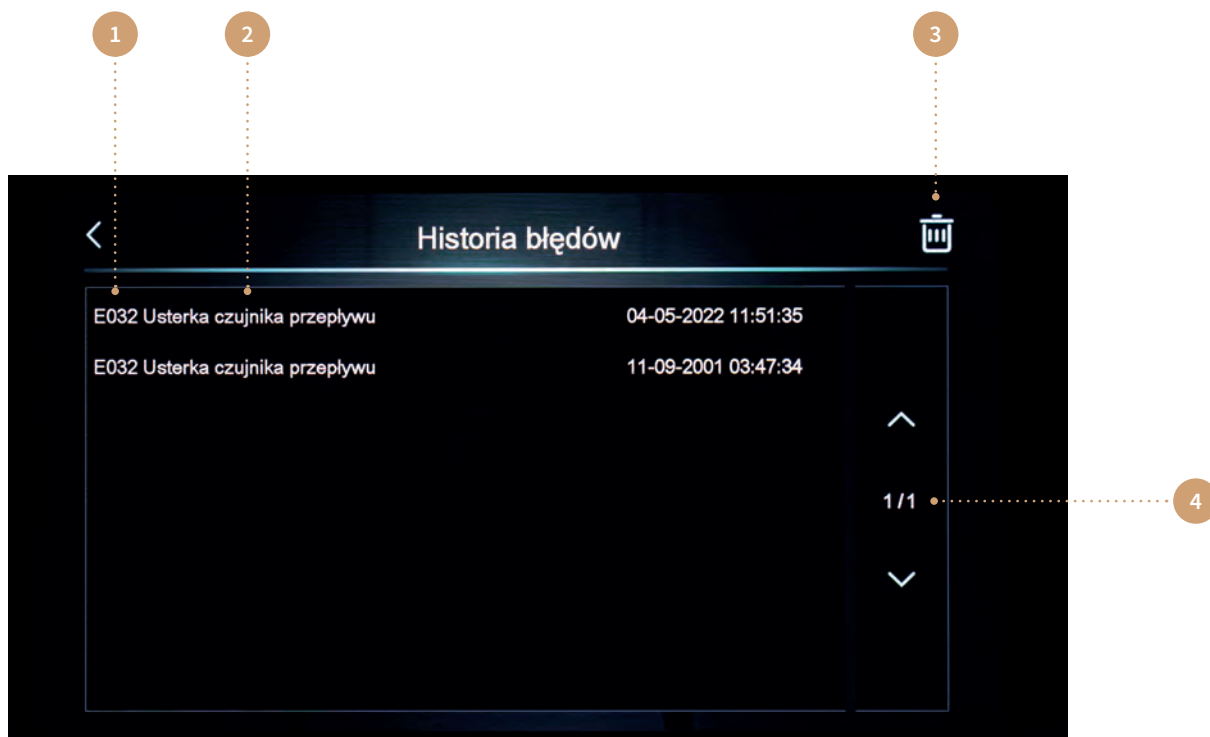 1 2 3
Historia błędów
E032 Usterka czujnika przepływu 04-05-2022 11:51:35
E032 Usterka czujnika przepływu 11-09-2001 03:47:34
1/1
4